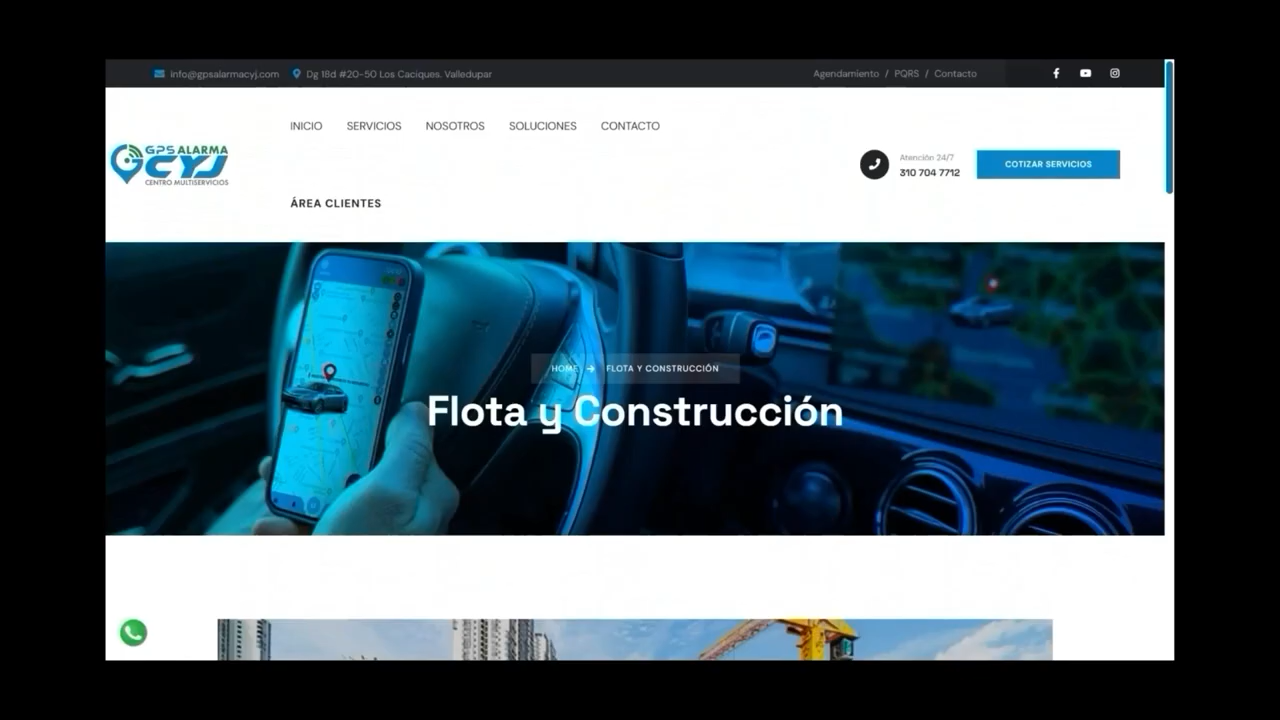 info@gpsalarmacyj.com Dg 18d #20-50 Los Caciques. Valledupar
Agendamiento / PQRS / Contacto
INICIO SERVICIOS NOSOTROS SOLUCIONES CONTACTO
GPS ALARMA
CYJ
CENTRO MULTISERVICIOS
Atención 24/7
310 704 7712
COTIZAR SERVICIOS
ÁREA CLIENTES
HOME → FLOTA Y CONSTRUCCIÓN
Flota y Construcción